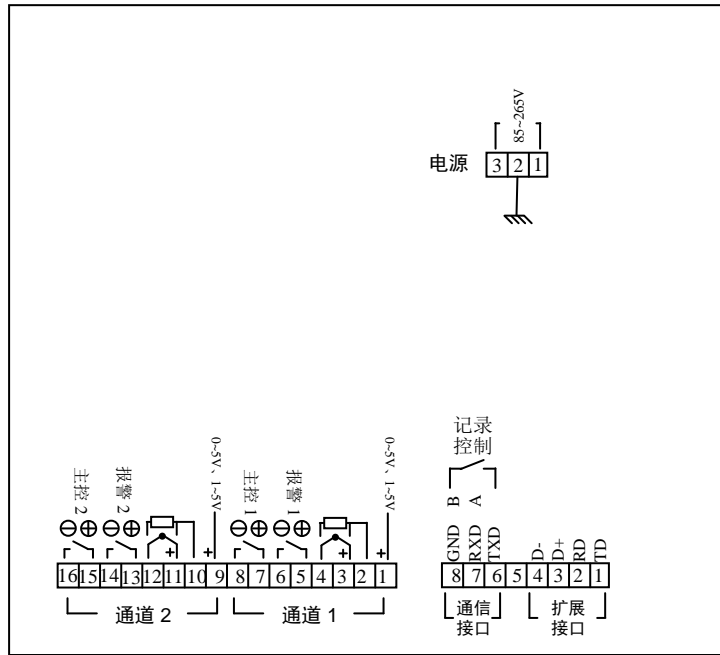 85~265V
电源 3 2 1
记录
控制
主控 2 报警 2 0~5V、1~5V 主控 1 报警 1 0~5V、1~5V
B A
⊖ ⊕ ⊖ ⊕ ⊖ ⊕ ⊖ ⊕
GND RXD TXD D- D+ RD TD
+ + + +
16 15 14 13 12 11 10 9 8 7 6 5 4 3 2 1
8 7 6 5 4 3 2 1
通道 2 通道 1
通信
接口
扩展
接口